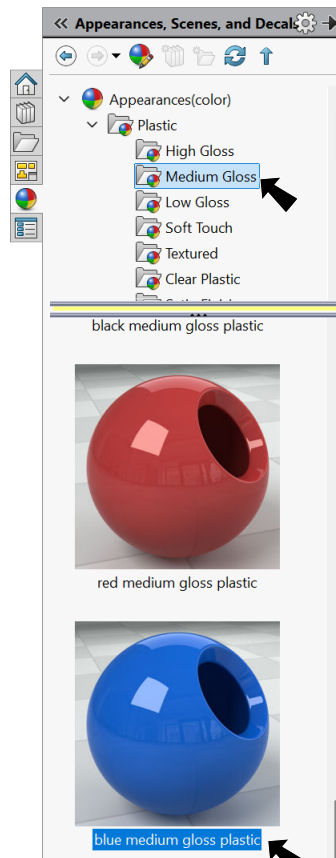 Appearances, Scenes, and Decals
Appearances(color)
Plastic
High Gloss
Medium Gloss
Low Gloss
Soft Touch
Textured
Clear Plastic
black medium gloss plastic
red medium gloss plastic
blue medium gloss plastic